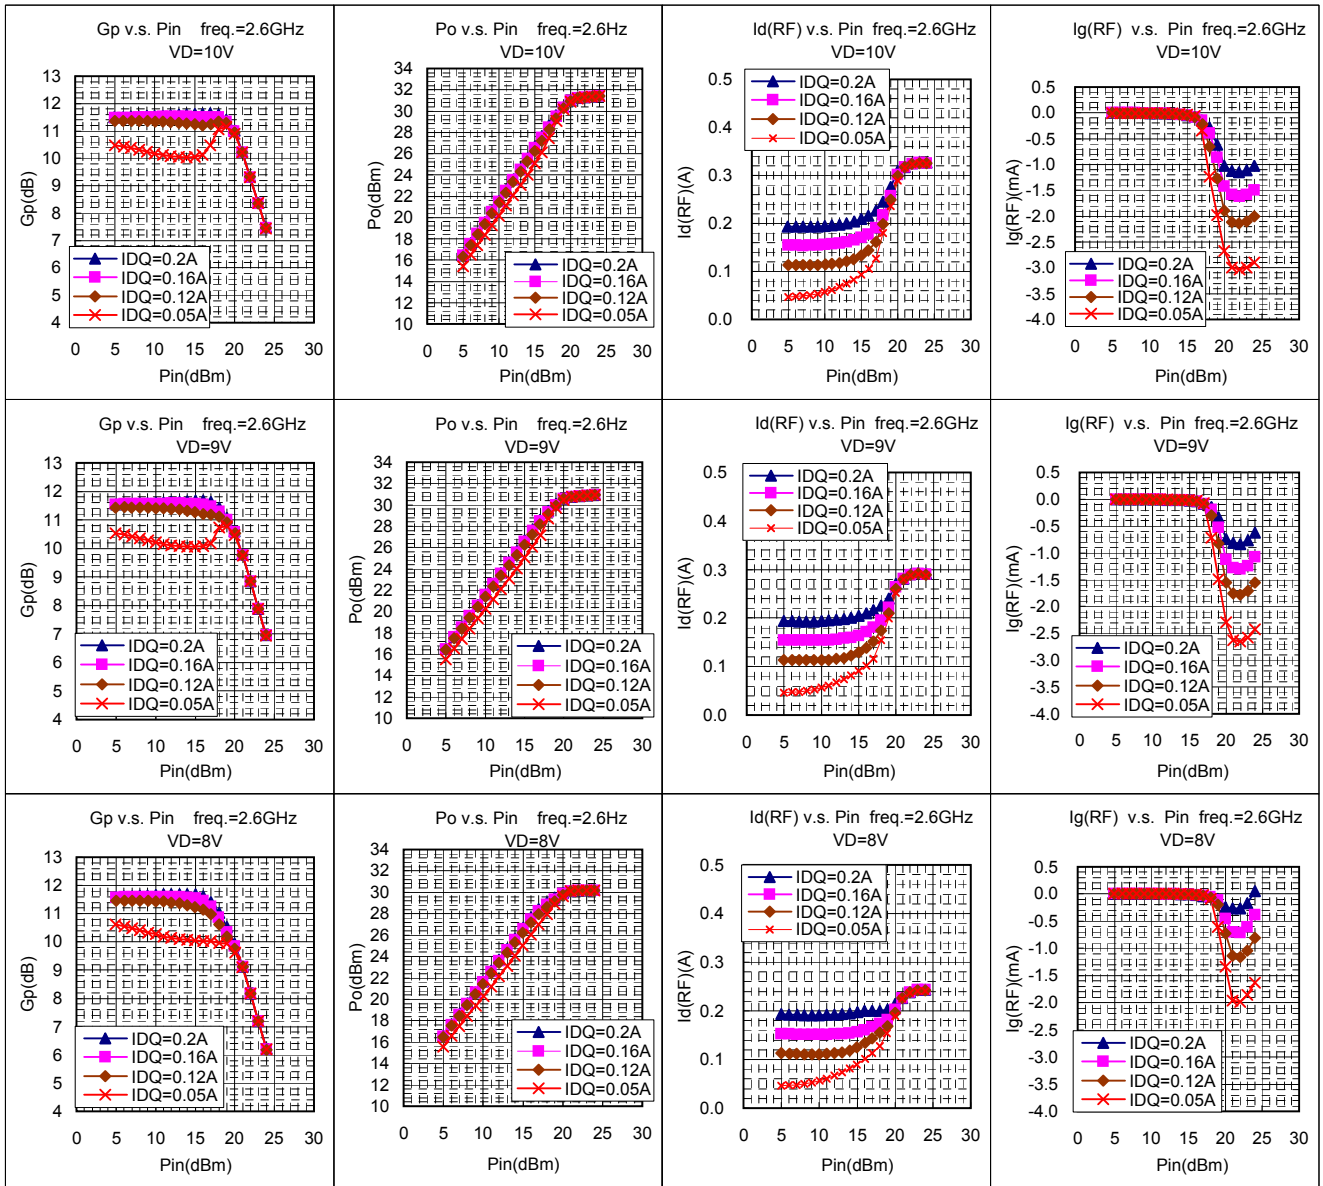 Gp v.s. Pin freq.=2.6GHz
VD=10V
Gp(dB)
13
12
11
10
9
8
7
6
5
4
IDQ=0.2A
IDQ=0.16A
IDQ=0.12A
IDQ=0.05A
0 5 10 15 20 25 30
Pin(dBm)
Po v.s. Pin freq.=2.6Hz
VD=10V
Po(dBm)
34
32
30
28
26
24
22
20
18
16
14
12
10
IDQ=0.2A
IDQ=0.16A
IDQ=0.12A
IDQ=0.05A
0 5 10 15 20 25 30
Pin(dBm)
Id(RF) v.s. Pin freq.=2.6GHz
VD=10V
Id(RF)(A)
0.5
0.4
0.3
0.2
0.1
0.0
IDQ=0.2A
IDQ=0.16A
IDQ=0.12A
IDQ=0.05A
0 5 10 15 20 25 30
Pin(dBm)
Ig(RF) v.s. Pin freq.=2.6GHz
VD=10V
Ig(RF)(mA)
0.5
0.0
-0.5
-1.0
-1.5
-2.0
-2.5
-3.0
-3.5
-4.0
IDQ=0.2A
IDQ=0.16A
IDQ=0.12A
IDQ=0.05A
0 5 10 15 20 25 30
Pin(dBm)
Gp v.s. Pin freq.=2.6GHz
VD=9V
Gp(dB)
13
12
11
10
9
8
7
6
5
4
IDQ=0.2A
IDQ=0.16A
IDQ=0.12A
IDQ=0.05A
0 5 10 15 20 25 30
Pin(dBm)
Po v.s. Pin freq.=2.6Hz
VD=9V
Po(dBm)
34
32
30
28
26
24
22
20
18
16
14
12
10
IDQ=0.2A
IDQ=0.16A
IDQ=0.12A
IDQ=0.05A
0 5 10 15 20 25 30
Pin(dBm)
Id(RF) v.s. Pin freq.=2.6GHz
VD=9V
Id(RF)(A)
0.5
0.4
0.3
0.2
0.1
0.0
IDQ=0.2A
IDQ=0.16A
IDQ=0.12A
IDQ=0.05A
0 5 10 15 20 25 30
Pin(dBm)
Ig(RF) v.s. Pin freq.=2.6GHz
VD=9V
Ig(RF)(mA)
0.5
0.0
-0.5
-1.0
-1.5
-2.0
-2.5
-3.0
-3.5
-4.0
IDQ=0.2A
IDQ=0.16A
IDQ=0.12A
IDQ=0.05A
0 5 10 15 20 25 30
Pin(dBm)
Gp v.s. Pin freq.=2.6GHz
VD=8V
Gp(dB)
13
12
11
10
9
8
7
6
5
4
IDQ=0.2A
IDQ=0.16A
IDQ=0.12A
IDQ=0.05A
0 5 10 15 20 25 30
Pin(dBm)
Po v.s. Pin freq.=2.6Hz
VD=8V
Po(dBm)
34
32
30
28
26
24
22
20
18
16
14
12
10
IDQ=0.2A
IDQ=0.16A
IDQ=0.12A
IDQ=0.05A
0 5 10 15 20 25 30
Pin(dBm)
Id(RF) v.s. Pin freq.=2.6GHz
VD=8V
Id(RF)(A)
0.5
0.4
0.3
0.2
0.1
0.0
IDQ=0.2A
IDQ=0.16A
IDQ=0.12A
IDQ=0.05A
0 5 10 15 20 25 30
Pin(dBm)
Ig(RF) v.s. Pin freq.=2.6GHz
VD=8V
Ig(RF)(mA)
0.5
0.0
-0.5
-1.0
-1.5
-2.0
-2.5
-3.0
-3.5
-4.0
IDQ=0.2A
IDQ=0.16A
IDQ=0.12A
IDQ=0.05A
0 5 10 15 20 25 30
Pin(dBm)